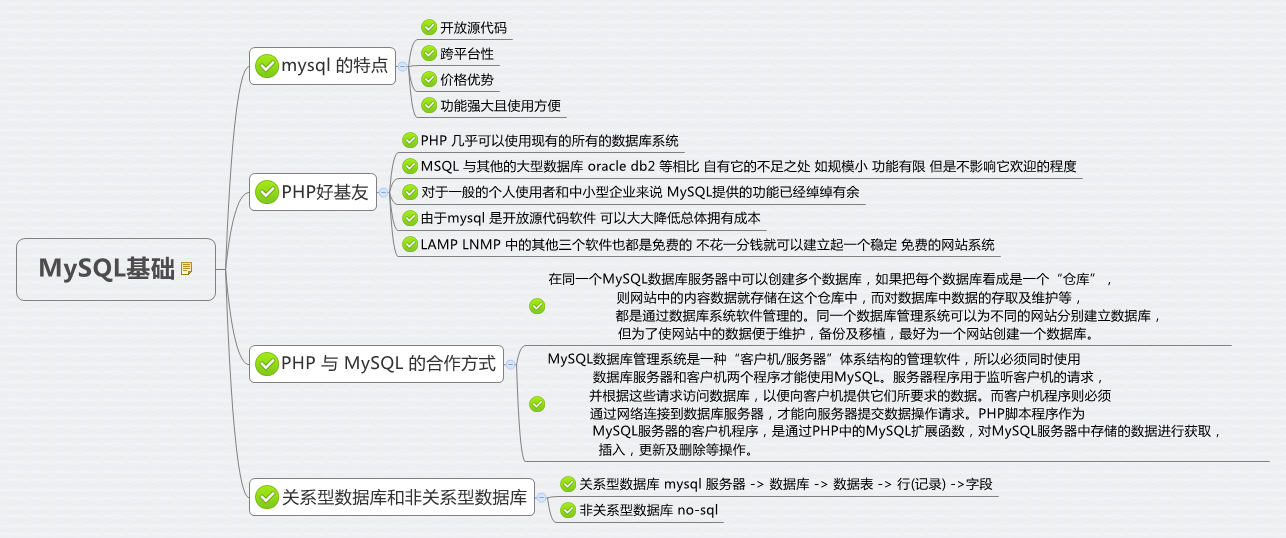 MySQL基础
mysql 的特点
开放源代码
跨平台性
价格优势
功能强大且使用方便
PHP好基友
PHP 几乎可以使用现有的所有的数据库系统
MSQL 与其他的大型数据库 oracle db2 等相比 自有它的不足之处 如规模小 功能有限 但是不影响它欢迎的程度
对于一般的个人使用者和中小型企业来说 MySQL提供的功能已经绰绰有余
由于mysql 是开放源代码软件 可以大大降低总体拥有成本
LAMP LNMP 中的其他三个软件也都是免费的 不花一分钱就可以建立起一个稳定 免费的网站系统
PHP 与 MySQL 的合作方式
在同一个MySQL数据库服务器中可以创建多个数据库，如果把每个数据库看成是一个“仓库”，
则网站中的内容数据就存储在这个仓库中，而对数据库中数据的存取及维护等，
都是通过数据库系统软件管理的。同一个数据库管理系统可以为不同的网站分别建立数据库，
但为了使网站中的数据便于维护，备份及移植，最好为一个网站创建一个数据库。
MySQL数据库管理系统是一种“客户机/服务器”体系结构的管理软件，所以必须同时使用
数据库服务器和客户机两个程序才能使用MySQL。服务器程序用于监听客户机的请求，
并根据这些请求访问数据库，以便向客户机提供它们所要求的数据。而客户机程序则必须
通过网络连接到数据库服务器，才能向服务器提交数据操作请求。PHP脚本程序作为
MySQL服务器的客户机程序，是通过PHP中的MySQL扩展函数，对MySQL服务器中存储的数据进行获取，
插入，更新及删除等操作。
关系型数据库和非关系型数据库
关系型数据库 mysql 服务器 -> 数据库 -> 数据表 -> 行(记录) ->字段
非关系型数据库 no-sql